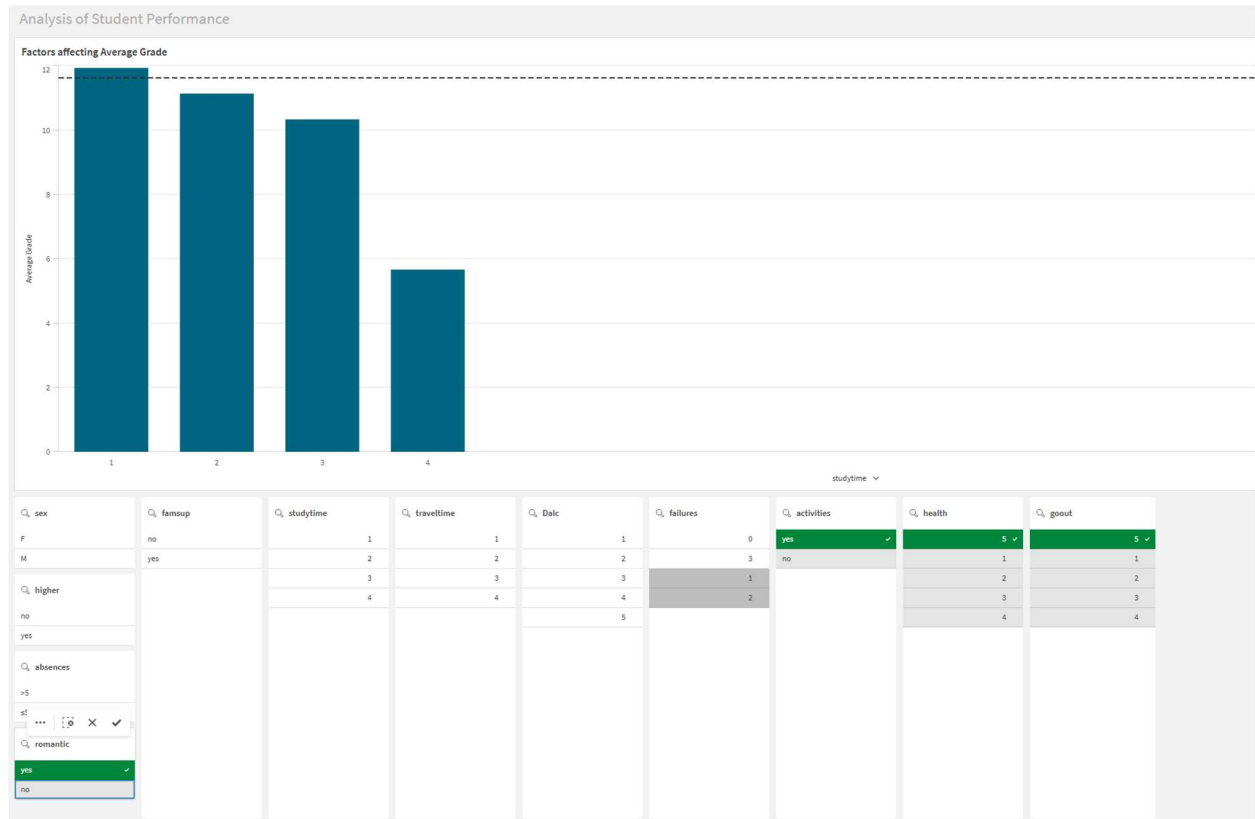 Analysis of Student Performance
Factors affecting Average Grade
12
10
8
6
4
2
0
Average Grade
1 2 3 4
studytime
sex
F
M
higher
no
yes
absences
>5
romantic
yes
no
famsup
no
yes
studytime
1
2
3
4
traveltime
1
2
3
4
Dalc
1
2
3
4
5
failures
0
3
1
2
activities
yes
no
health
5
1
2
3
4
goout
5
1
2
3
4